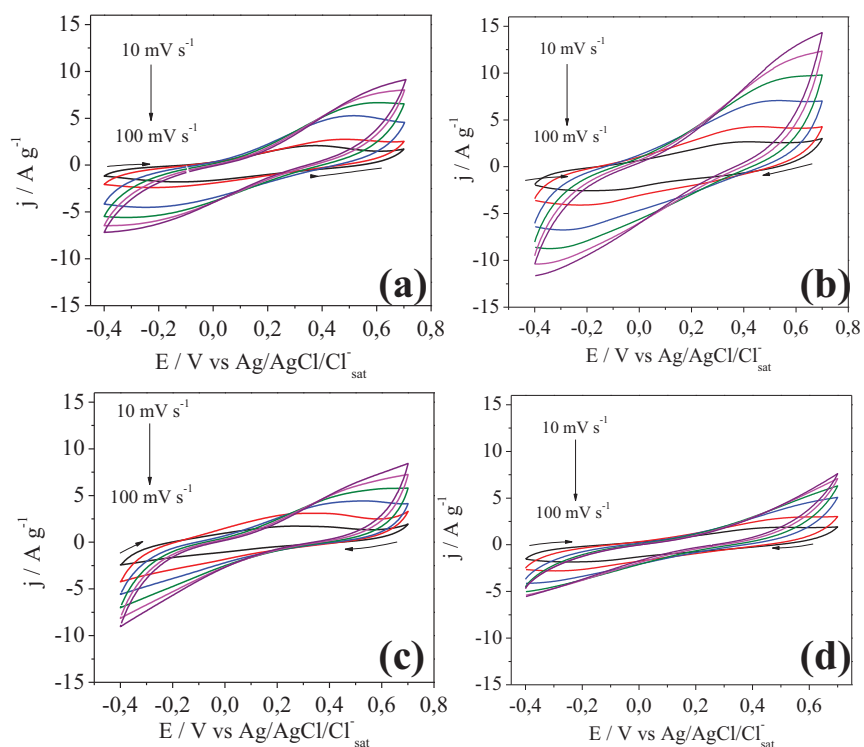 15
10
5
0
-5
-10
-15
j / A g⁻¹
10 mV s⁻¹
100 mV s⁻¹
(a)
-0,4 -0,2 0,0 0,2 0,4 0,6 0,8
E / V vs Ag/AgCl/Cl⁻sat
15
10
5
0
-5
-10
-15
j / A g⁻¹
10 mV s⁻¹
100 mV s⁻¹
(b)
-0,4 -0,2 0,0 0,2 0,4 0,6 0,8
E / V vs Ag/AgCl/Cl⁻sat
15
10
5
0
-5
-10
-15
j / A g⁻¹
10 mV s⁻¹
100 mV s⁻¹
(c)
-0,4 -0,2 0,0 0,2 0,4 0,6 0,8
E / V vs Ag/AgCl/Cl⁻sat
15
10
5
0
-5
-10
-15
j / A g⁻¹
10 mV s⁻¹
100 mV s⁻¹
(d)
-0,4 -0,2 0,0 0,2 0,4 0,6
E / V vs Ag/AgCl/Cl⁻sat